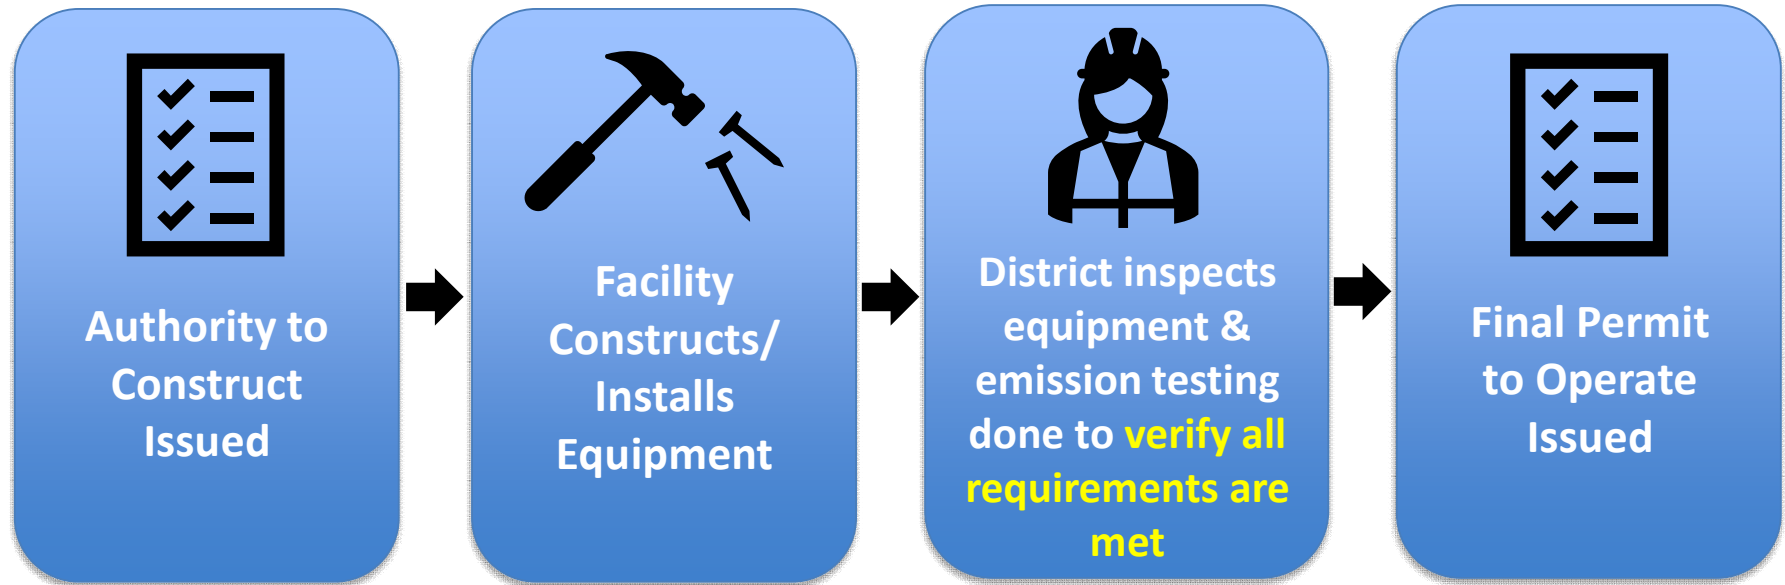 Authority to
Construct
Issued
Facility
Constructs/
Installs
Equipment
District inspects
equipment &
emission testing
done to verify all
requirements are
met
Final Permit
to Operate
Issued